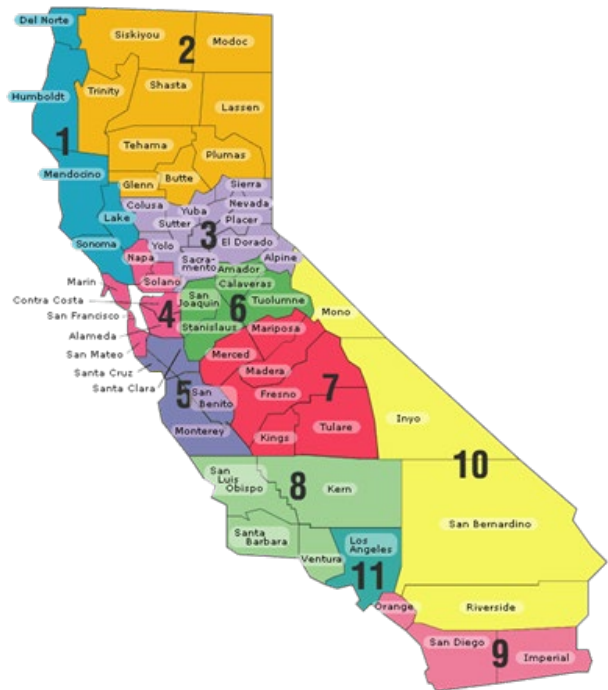 Del Norte
Siskiyou
2
Modoc
Humboldt
Trinity
Shasta
Lassen
1
Tehama
Plumas
Mendocino
Glenn
Butte
Sierra
Colusa
Yuba
Nevada
Lake
Sutter
Placer
3
Sonoma
Yolo
El Dorado
Napa
Sacra-
mento
Alpine
Amador
Marin
Solano
Calaveras
Contra Costa
San
Joaquin
Tuolumne
San Francisco
4
6
Mono
Alameda
Stanislaus
Mariposa
San Mateo
Merced
Santa Cruz
Madera
Santa Clara
5
San
Benito
Fresno
7
Inyo
Monterey
Kings
Tulare
10
San
Luis
Obispo
8
Kern
San Bernardino
Santa
Barbara
Los
Angeles
Ventura
11
Orange
Riverside
San Diego
9
Imperial